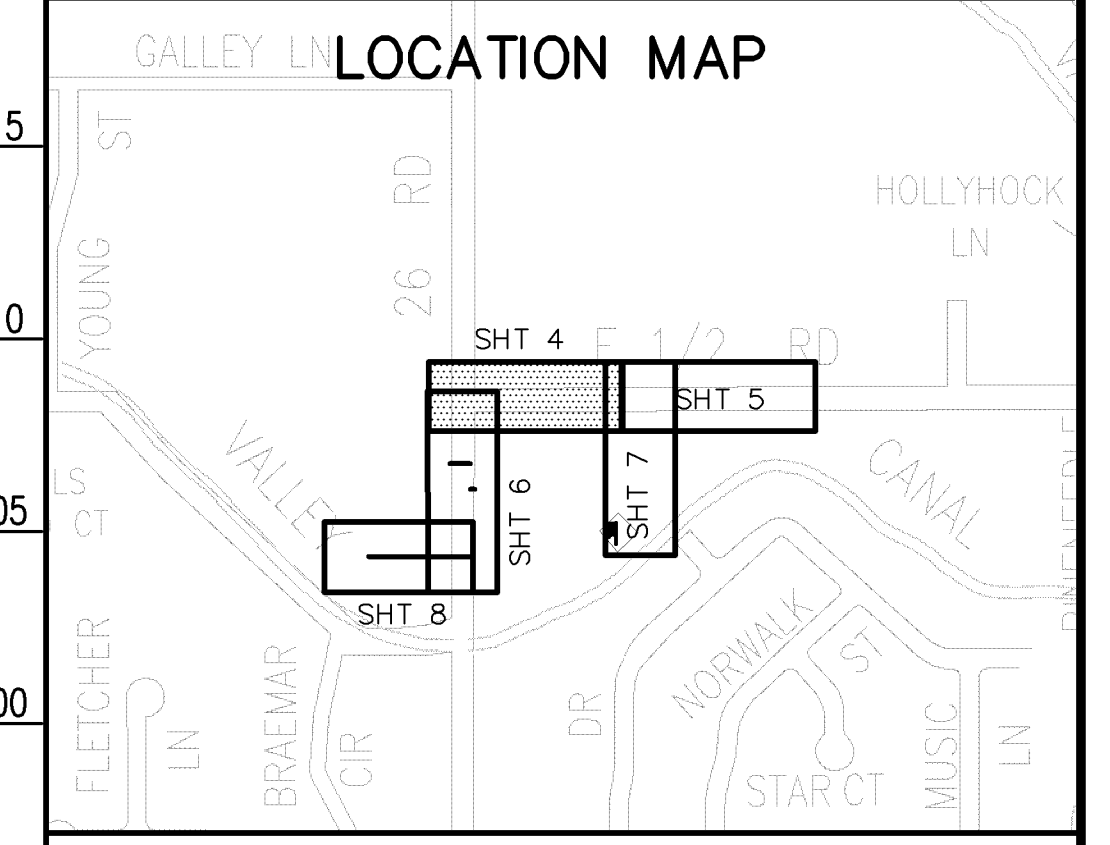 GALLEY LN
LOCATION MAP
5
ST
26 RD
HOLLYHOCK
LN
YOUNG
0
SHT 4
F 1/2 RD
SHT 5
VALLEY
LS
CT
SHT 6
SHT 7
CANAL
05
SHT 8
FLETCHER
LN
BRAEMAR
CIR
DR
NORWALK
ST
STAR CT
MUSIC
LN
00